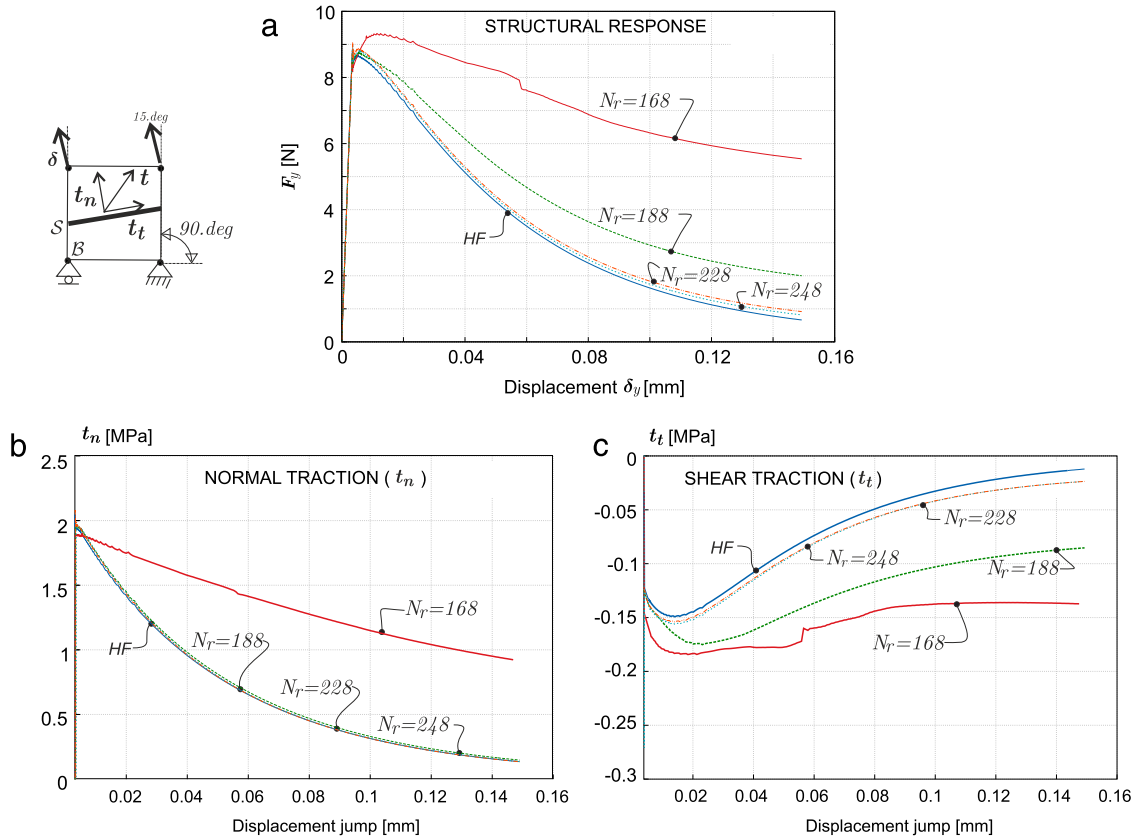 a
STRUCTURAL RESPONSE
10
8
6
4
2
0
F_y [N]
N_r=168
N_r=188
HF
N_r=228
N_r=248
0
0.04
0.08
0.12
0.16
Displacement δ_y [mm]
15.deg
δ
t
t_n
t_t
S
B
90.deg
b
t_n [MPa]
NORMAL TRACTION ( t_n )
2.5
2
1.5
1
0.5
0
N_r=168
HF
N_r=188
N_r=228
N_r=248
0.02 0.04 0.06 0.08 0.1 0.12 0.14 0.16
Displacement jump [mm]
c
t_t [MPa]
SHEAR TRACTION (t_t)
0
-0.05
-0.1
-0.15
-0.2
-0.25
-0.3
N_r=228
HF
N_r=248
N_r=188
N_r=168
0.02 0.04 0.06 0.08 0.1 0.12 0.14 0.16
Displacement jump [mm]